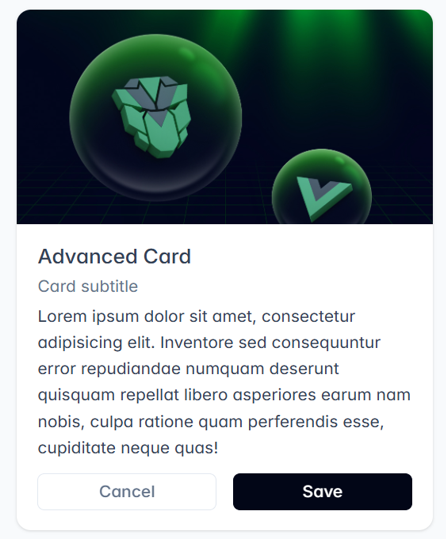 Advanced Card
Card subtitle
Lorem ipsum dolor sit amet, consectetur
adipisicing elit. Inventore sed consequuntur
error repudiandae numquam deserunt
quisquam repellat libero asperiores earum nam
nobis, culpa ratione quam perferendis esse,
cupiditate neque quas!
Cancel
Save